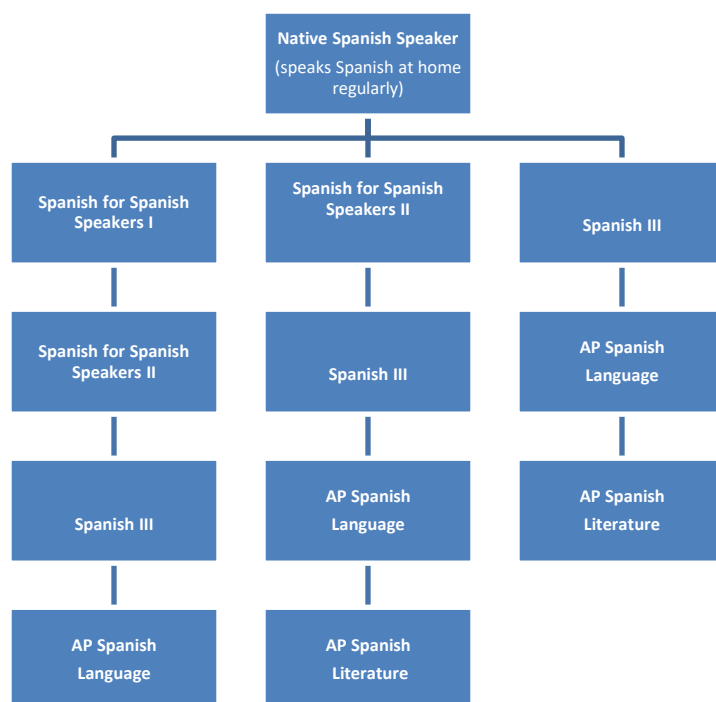 Native Spanish Speaker
(speaks Spanish at home
regularly)
Spanish for Spanish
Speakers I
Spanish for Spanish
Speakers II
Spanish III
Spanish for Spanish
Speakers II
Spanish III
AP Spanish
Language
Spanish III
AP Spanish
Language
AP Spanish
Literature
AP Spanish
Language
AP Spanish
Literature